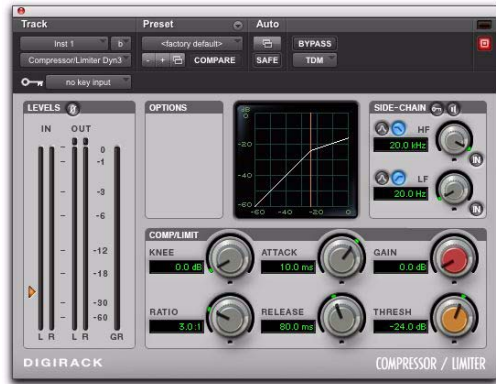 Track Preset Auto
Inst 1 b <factory default> BYPASS
Compressor/Limiter Dyn3 - + COMPARE SAFE TDM
no key input
LEVELS OPTIONS SIDE-CHAIN
IN OUT
dB
0
-20
-40
-60
-60 -40 -20 0
HF
20.0 kHz
IN
LF
20.0 Hz
IN
0
-1
-3
-6
-12
-18
-30
-60
L R L R GR
COMP/LIMIT
KNEE ATTACK GAIN
0.0 dB 10.0 ms 0.0 dB
RATIO RELEASE THRESH
3.0:1 80.0 ms -24.0 dB
DIGIRACK COMPRESSOR / LIMITER